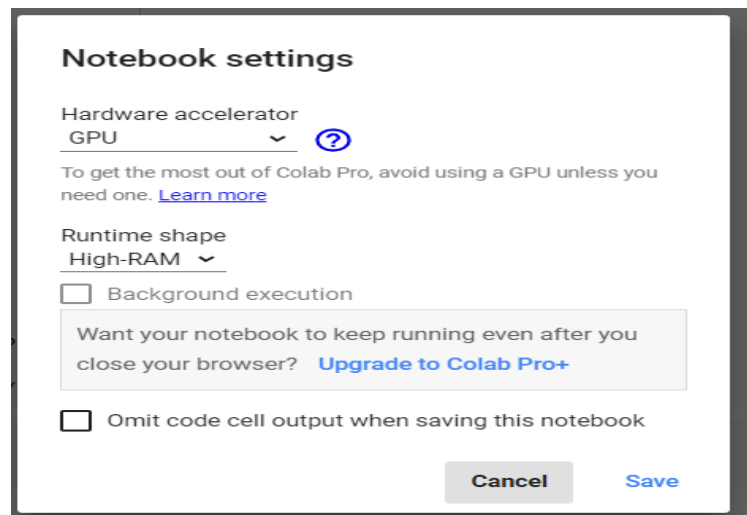 Notebook settings
Hardware accelerator
GPU
?
To get the most out of Colab Pro, avoid using a GPU unless you
need one. Learn more
Runtime shape
High-RAM
Background execution
Want your notebook to keep running even after you
close your browser? Upgrade to Colab Pro+
Omit code cell output when saving this notebook
Cancel Save